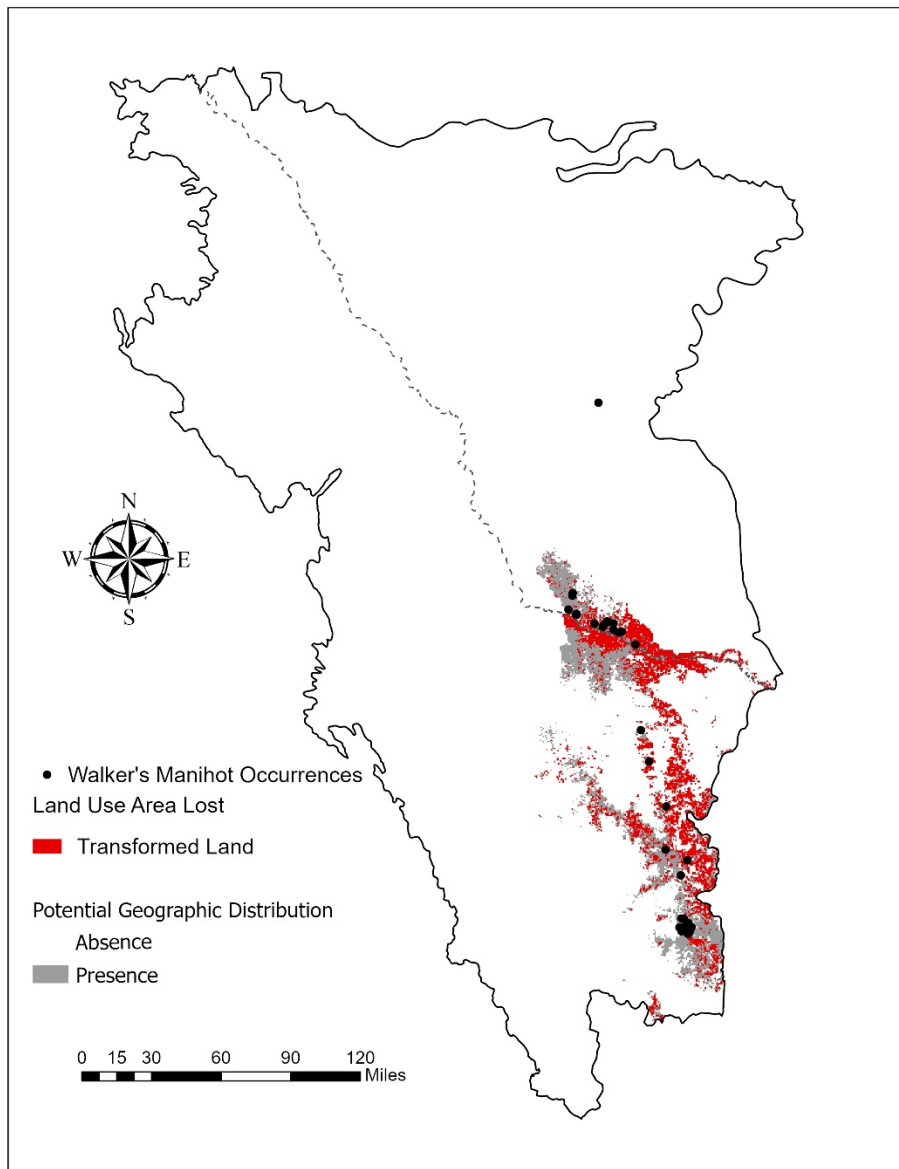 N
W E
S
Walker's Manihot Occurrences
Land Use Area Lost
Transformed Land
Potential Geographic Distribution
Absence
Presence
0 15 30 60 90 120
Miles